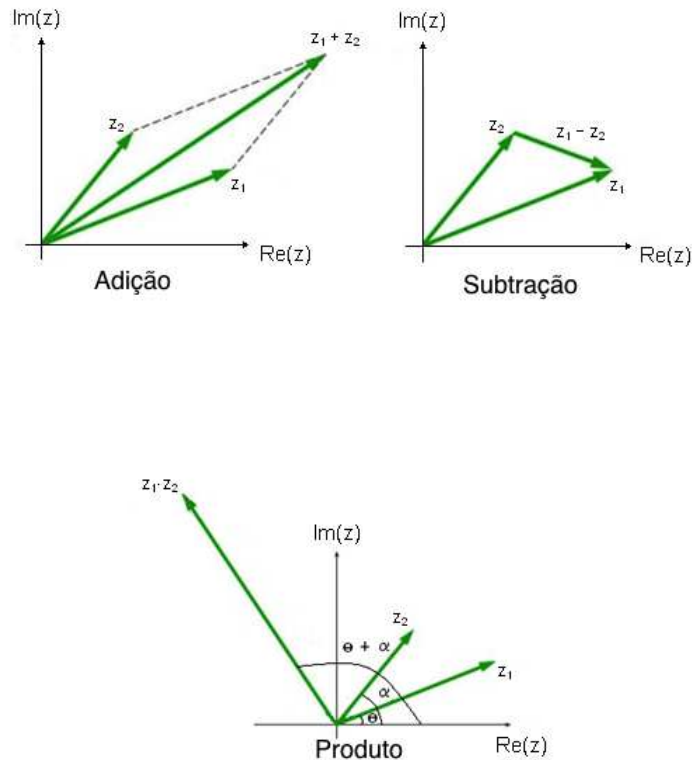 Im(z)
z₁ + z₂
z₂
z₁
Re(z)
Adição
Im(z)
z₂
z₁ − z₂
z₁
Re(z)
Subtração
z₁·z₂
Im(z)
z₂
θ + α
z₁
α
θ
Re(z)
Produto